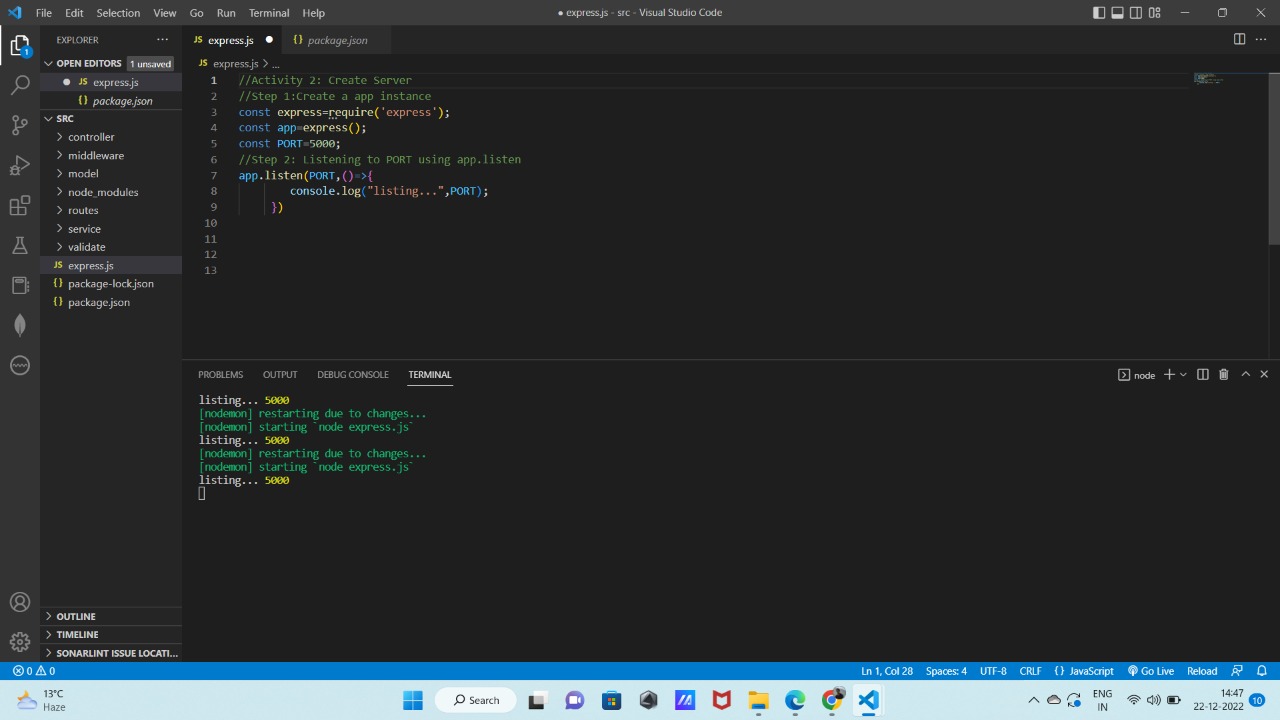 File Edit Selection View Go Run Terminal Help
● express.js - src - Visual Studio Code
EXPLORER
OPEN EDITORS 1 unsaved
JS express.js
{} package.json
SRC
controller
middleware
model
node_modules
routes
service
validate
JS express.js
{} package-lock.json
{} package.json
OUTLINE
TIMELINE
SONARLINT ISSUE LOCATI...
1
JS express.js ● {} package.json
JS express.js > ...
1 //Activity 2: Create Server
2 //Step 1:Create a app instance
3 const express=require('express');
4 const app=express();
5 const PORT=5000;
6 //Step 2: Listening to PORT using app.listen
7 app.listen(PORT,()=>{
8 console.log("listing...",PORT);
9 })
10
11
12
13
PROBLEMS OUTPUT DEBUG CONSOLE TERMINAL
node
listing... 5000
[nodemon] restarting due to changes...
[nodemon] starting `node express.js`
listing... 5000
[nodemon] restarting due to changes...
[nodemon] starting `node express.js`
listing... 5000
0 0
Ln 1, Col 28 Spaces: 4 UTF-8 CRLF {} JavaScript Go Live Reload
13°C
Haze
Search
ENG
IN
14:47
22-12-2022
10